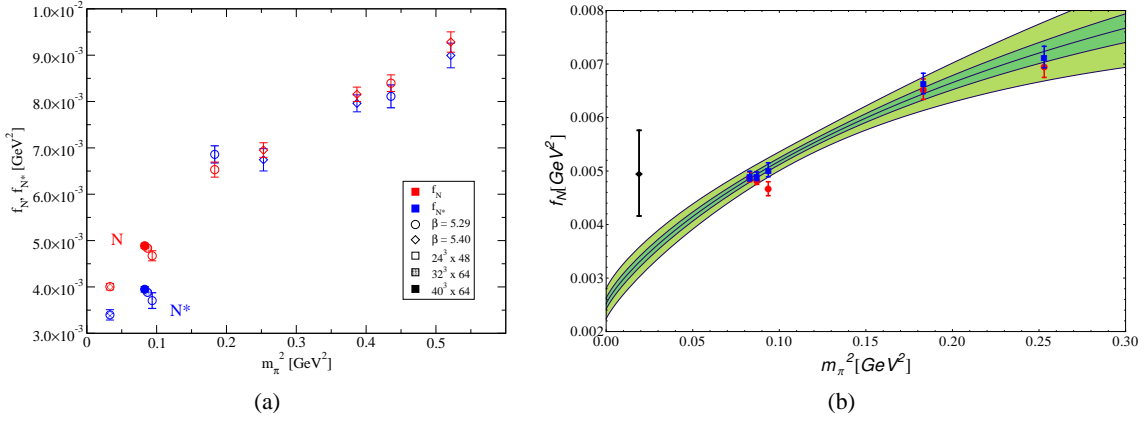 1.0×10⁻²
9.0×10⁻³
8.0×10⁻³
7.0×10⁻³
6.0×10⁻³
5.0×10⁻³
4.0×10⁻³
3.0×10⁻³
f_N, f_N* [GeV²]
N
N*
f_N
f_N*
β = 5.29
β = 5.40
24³ x 48
32³ x 64
40³ x 64
0 0.1 0.2 0.3 0.4 0.5
m_π² [GeV²]
(a)
0.008
0.007
0.006
0.005
0.003
0.002
f_N[GeV²]
0.00 0.05 0.10 0.15 0.20 0.25 0.30
m_π² [GeV²]
(b)